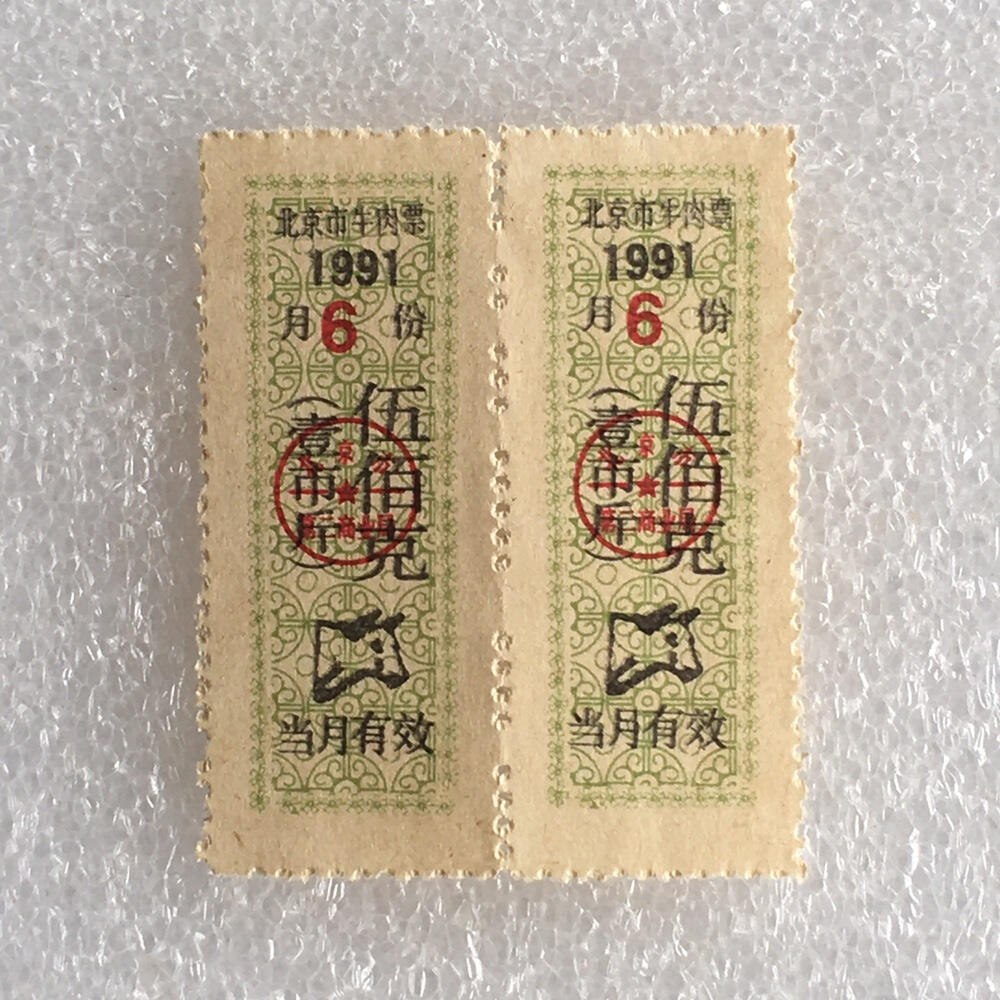 北京市牛肉票
1991
月6份
伍佰克
（壹市斤）
当月有效
北京市牛肉票
1991
月6份
伍佰克
（壹市斤）
当月有效